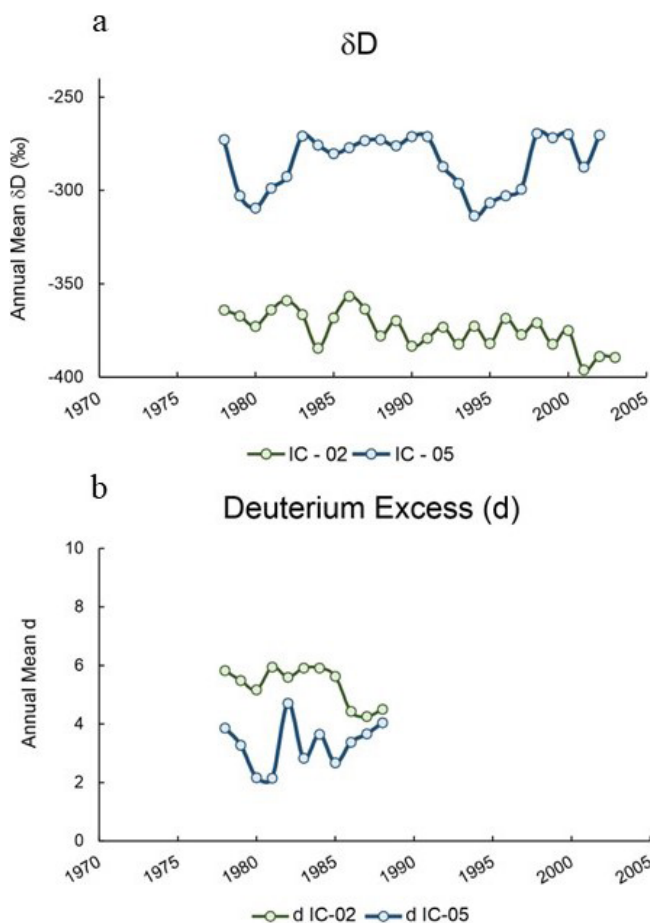 a
δD
Annual Mean δD (‰)
-250
-300
-350
-400
1970 1975 1980 1985 1990 1995 2000 2005
IC - 02 IC - 05
b
Deuterium Excess (d)
Annual Mean d
10
8
6
4
2
0
1970 1975 1980 1985 1990 1995 2000 2005
d IC-02 d IC-05